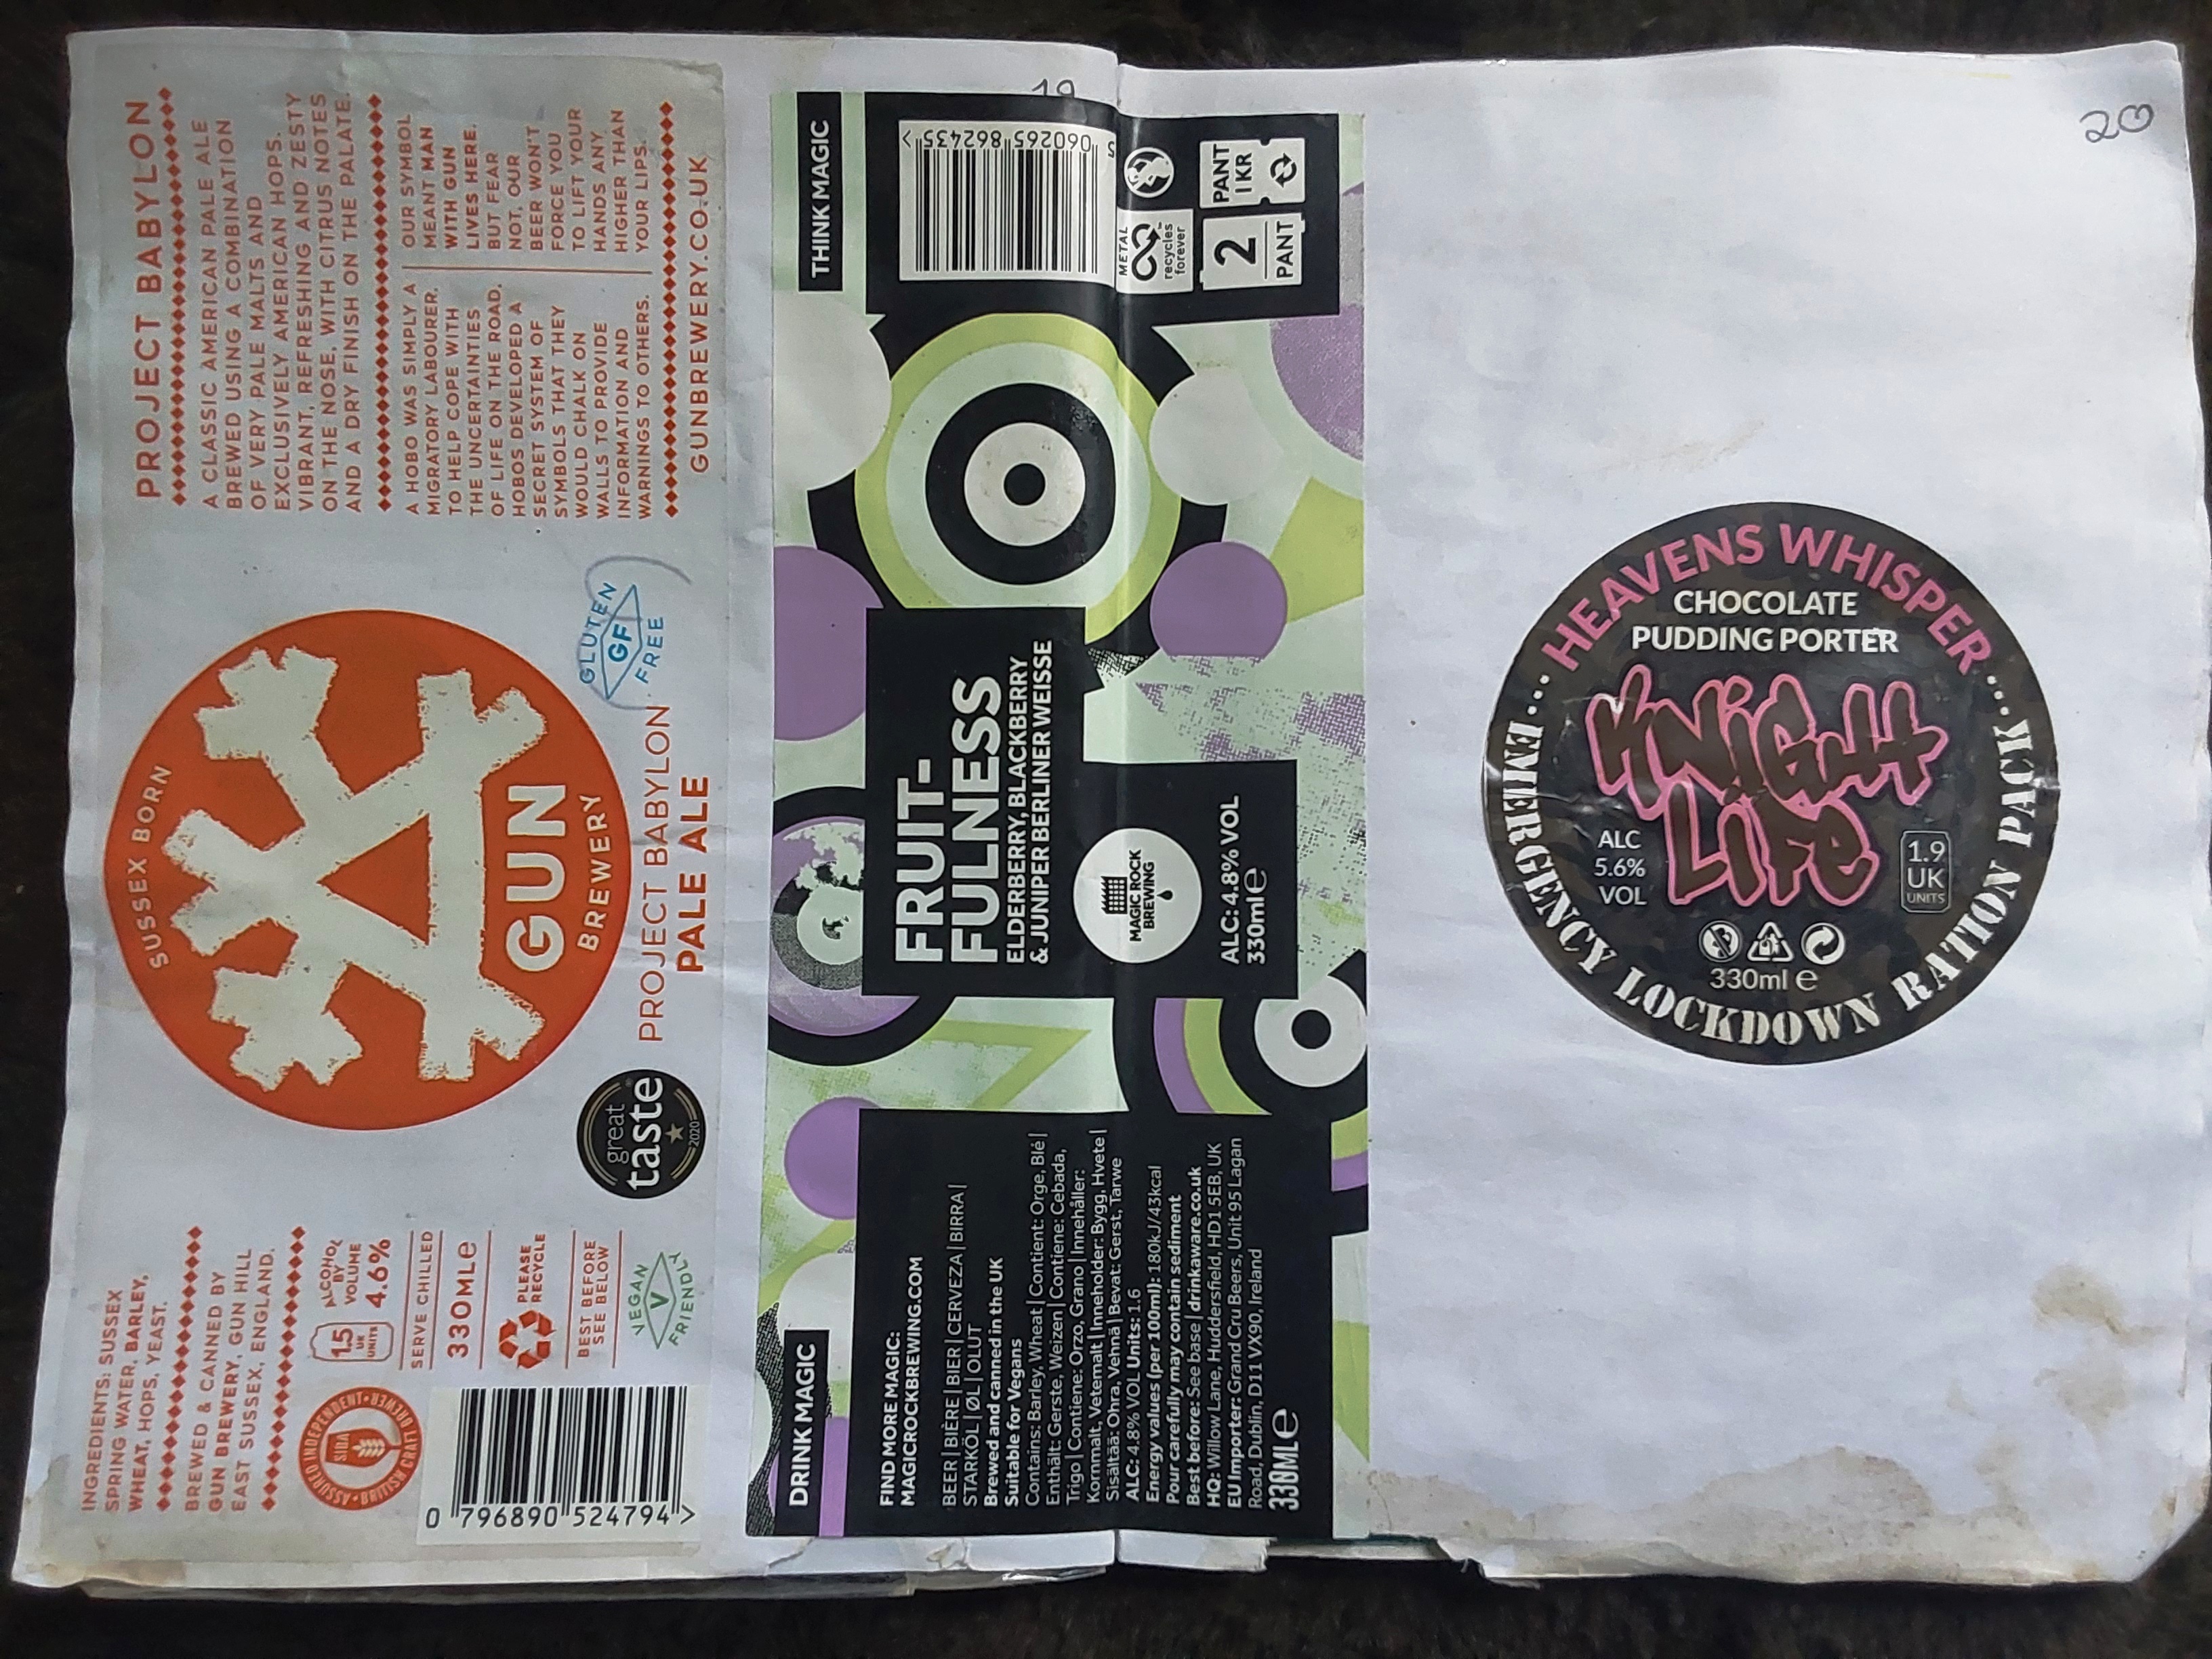 PROJECT BABYLON
A CLASSIC AMERICAN PALE ALE
BREWED USING A COMBINATION
OF VERY PALE MALTS AND
EXCLUSIVELY AMERICAN HOPS.
VIBRANT, REFRESHING AND ZESTY
ON THE NOSE, WITH CITRUS NOTES
AND A DRY FINISH ON THE PALATE.
A HOBO WAS SIMPLY A
MIGRATORY LABOURER.
TO HELP COPE WITH
THE UNCERTAINTIES
OF LIFE ON THE ROAD,
HOBOS DEVELOPED A
SECRET SYSTEM OF
SYMBOLS THAT THEY
WOULD CHALK ON
WALLS TO PROVIDE
INFORMATION AND
WARNINGS TO OTHERS.
OUR SYMBOL
MEANT MAN
WITH GUN
LIVES HERE.
BUT FEAR
NOT, OUR
BEER WON'T
FORCE YOU
TO LIFT YOUR
HANDS ANY
HIGHER THAN
YOUR LIPS.
GUNBREWERY.CO.UK
SUSSEX BORN
GUN
BREWERY
PROJECT BABYLON
PALE ALE
GLUTEN
GF
FREE
great
taste
2020
INGREDIENTS: SUSSEX
SPRING WATER, BARLEY,
WHEAT, HOPS, YEAST.
BREWED & CANNED BY
GUN BREWERY, GUN HILL
EAST SUSSEX, ENGLAND.
1.5
UK
UNITS
ALCOHOL
BY
VOLUME
4.6%
SERVE CHILLED
330MLe
PLEASE
RECYCLE
BEST BEFORE
SEE BELOW
VEGAN
V
FRIENDLY
ASSURED INDEPENDENT
SIBA
BRITISH CRAFT BREWER
0 796890 524794 >
19
THINK MAGIC
5 060265 862435 >
METAL
recycles
forever
2
PANT
PANT
1KR
FRUIT-
FULNESS
ELDERBERRY, BLACKBERRY
& JUNIPER BERLINER WEISSE
MAGIC ROCK
BREWING
ALC: 4.8% VOL
330mle
DRINK MAGIC
FIND MORE MAGIC:
MAGICROCKBREWING.COM
BEER | BIÈRE | BIER | CERVEZA | BIRRA |
STARKÖL | ØL | OLUT
Brewed and canned in the UK
Suitable for Vegans
Contains: Barley, Wheat | Contient: Orge, Blé |
Enthält: Gerste, Weizen | Contiene: Cebada,
Trigo | Contiene: Orzo, Grano | Innehåller:
Kornmalt, Vetemalt | Inneholder: Bygg, Hvete |
Sisältää: Ohra, Vehnä | Bevat: Gerst, Tarwe
ALC: 4.8% VOL Units: 1.6
Energy values (per 100ml): 180kJ/43kcal
Pour carefully may contain sediment
Best before: See base | drinkaware.co.uk
HQ: Willow Lane, Huddersfield, HD1 5EB, UK
EU Importer: Grand Cru Beers, Unit 95 Lagan
Road, Dublin, D11 VX90, Ireland
330MLe
20
HEAVENS WHISPER
CHOCOLATE
PUDDING PORTER
KNIGHT
LIFE
ALC
5.6%
VOL
1.9
UK
UNITS
330ml e
EMERGENCY LOCKDOWN RATION PACK